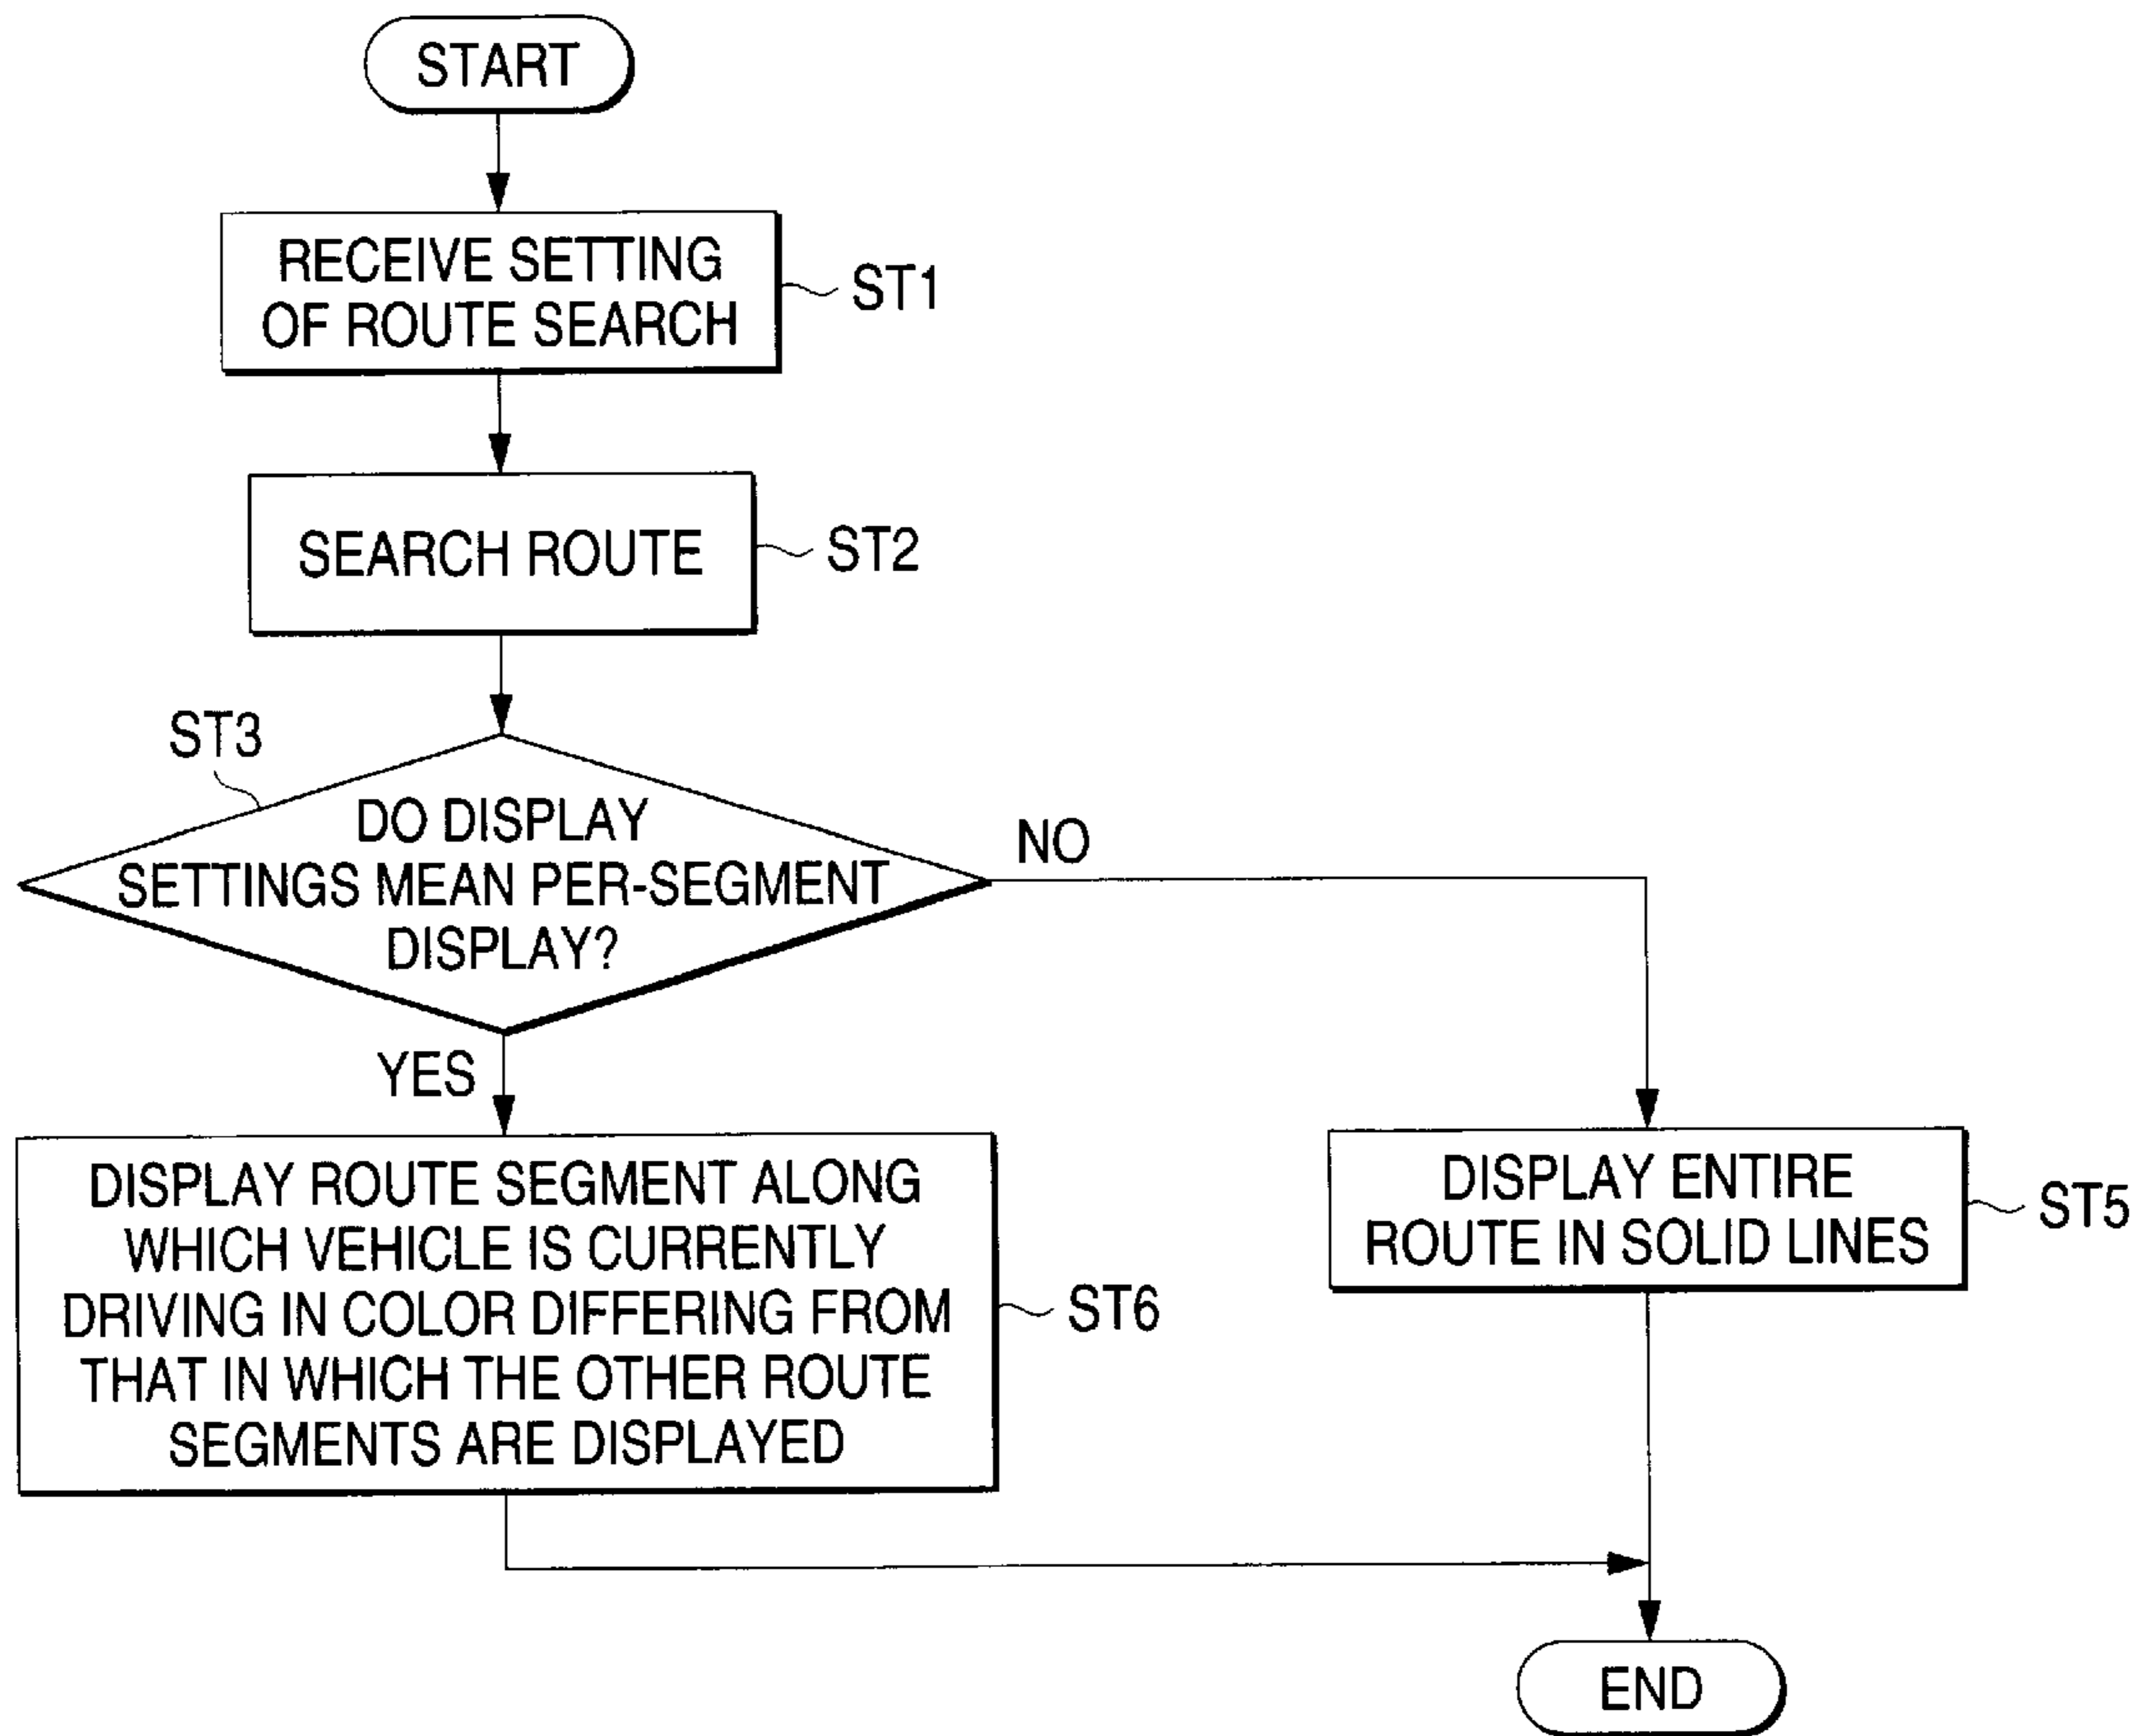 START
RECEIVE SETTING
OF ROUTE SEARCH
ST1
SEARCH ROUTE
ST2
ST3
DO DISPLAY
SETTINGS MEAN PER-SEGMENT
DISPLAY?
NO
YES
DISPLAY ROUTE SEGMENT ALONG
WHICH VEHICLE IS CURRENTLY
DRIVING IN COLOR DIFFERING FROM
THAT IN WHICH THE OTHER ROUTE
SEGMENTS ARE DISPLAYED
ST6
DISPLAY ENTIRE
ROUTE IN SOLID LINES
ST5
END